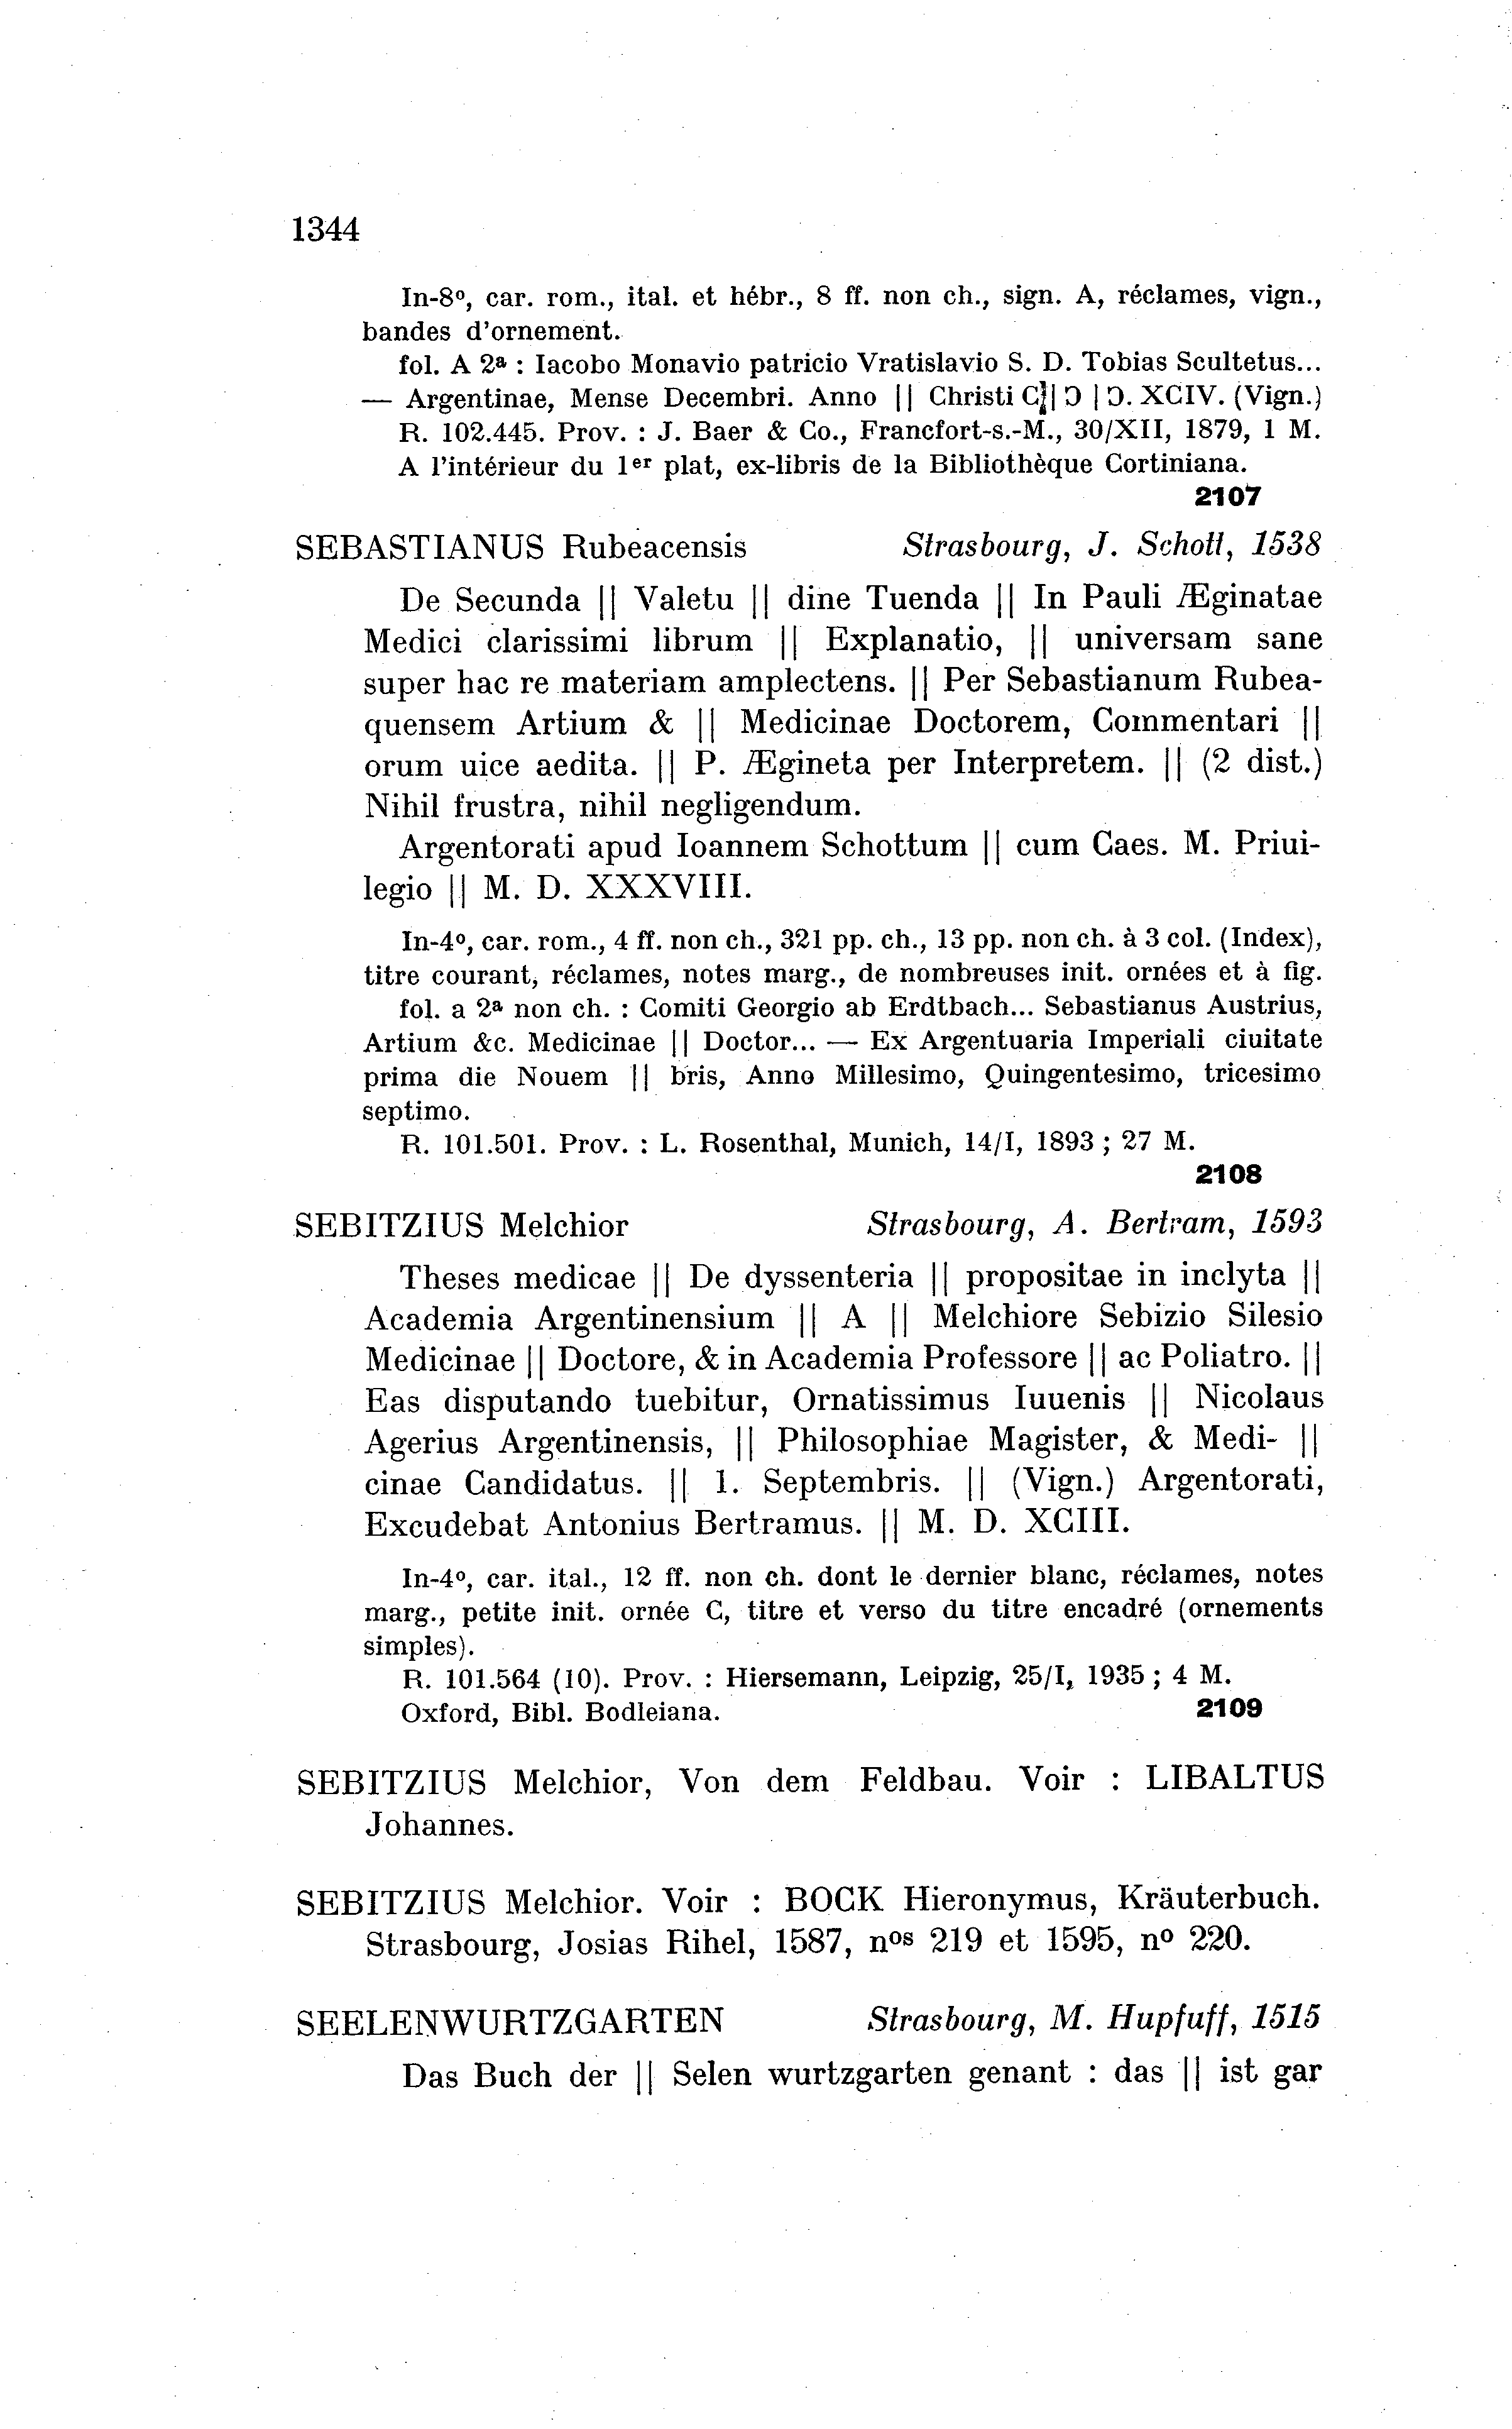 1344
In-8º, car. rom., ital. et hébr., 8 ff. non ch., sign. A, réclames, vign.,
bandes d'ornement.
fol. A 2ª : Iacobo Monavio patricio Vratislavio S. D. Tobias Scultetus...
— Argentinae, Mense Decembri. Anno || Christi C|| Ɔ | Ɔ. XCIV. (Vign.)
R. 102.445. Prov. : J. Baer & Co., Francfort-s.-M., 30/XII, 1879, 1 M.
A l'intérieur du 1er plat, ex-libris de la Bibliothèque Cortiniana.
2107
SEBASTIANUS Rubeacensis Strasbourg, J. Schott, 1538
De Secunda || Valetu || dine Tuenda || In Pauli Æginatae
Medici clarissimi librum || Explanatio, || universam sane
super hac re materiam amplectens. || Per Sebastianum Rubea-
quensem Artium & || Medicinae Doctorem, Commentari ||
orum uice aedita. || P. Ægineta per Interpretem. || (2 dist.)
Nihil frustra, nihil negligendum.
Argentorati apud Ioannem Schottum || cum Caes. M. Priui-
legio || M. D. XXXVIII.
In-4º, car. rom., 4 ff. non ch., 321 pp. ch., 13 pp. non ch. à 3 col. (Index),
titre courant, réclames, notes marg., de nombreuses init. ornées et à fig.
fol. a 2ª non ch. : Comiti Georgio ab Erdtbach... Sebastianus Austrius,
Artium &c. Medicinae || Doctor... — Ex Argentuaria Imperiali ciuitate
prima die Nouem || bris, Anno Millesimo, Quingentesimo, tricesimo
septimo.
R. 101.501. Prov. : L. Rosenthal, Munich, 14/I, 1893 ; 27 M.
2108
SEBITZIUS Melchior Strasbourg, A. Bertram, 1593
Theses medicae || De dyssenteria || propositae in inclyta ||
Academia Argentinensium || A || Melchiore Sebizio Silesio
Medicinae || Doctore, & in Academia Professore || ac Poliatro. ||
Eas disputando tuebitur, Ornatissimus Iuuenis || Nicolaus
Agerius Argentinensis, || Philosophiae Magister, & Medi- ||
cinae Candidatus. || 1. Septembris. || (Vign.) Argentorati,
Excudebat Antonius Bertramus. || M. D. XCIII.
In-4º, car. ital., 12 ff. non ch. dont le dernier blanc, réclames, notes
marg., petite init. ornée C, titre et verso du titre encadré (ornements
simples).
R. 101.564 (10). Prov. : Hiersemann, Leipzig, 25/I, 1935 ; 4 M.
Oxford, Bibl. Bodleiana. 2109
SEBITZIUS Melchior, Von dem Feldbau. Voir : LIBALTUS
Johannes.
SEBITZIUS Melchior. Voir : BOCK Hieronymus, Kräuterbuch.
Strasbourg, Josias Rihel, 1587, nos 219 et 1595, nº 220.
SEELENWURTZGARTEN Strasbourg, M. Hupfuff, 1515
Das Buch der || Selen wurtzgarten genant : das || ist gar